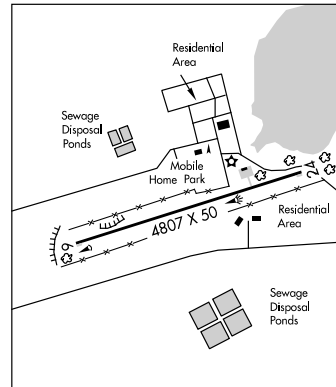 Residential
Area
Sewage
Disposal
Ponds
Mobile
Home Park
24
6
4807 X 50
Residential
Area
Sewage
Disposal
Ponds